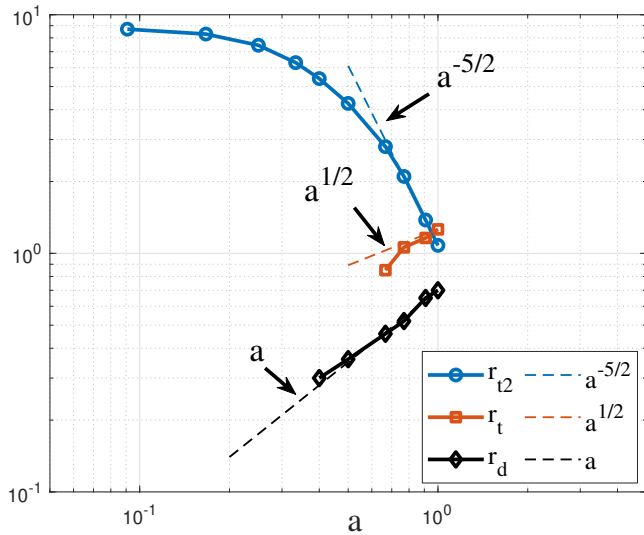 10^1
a^-5/2
a^1/2
10^0
a
r_t2 a^-5/2
r_t a^1/2
r_d a
10^-1
10^-1 10^0
a